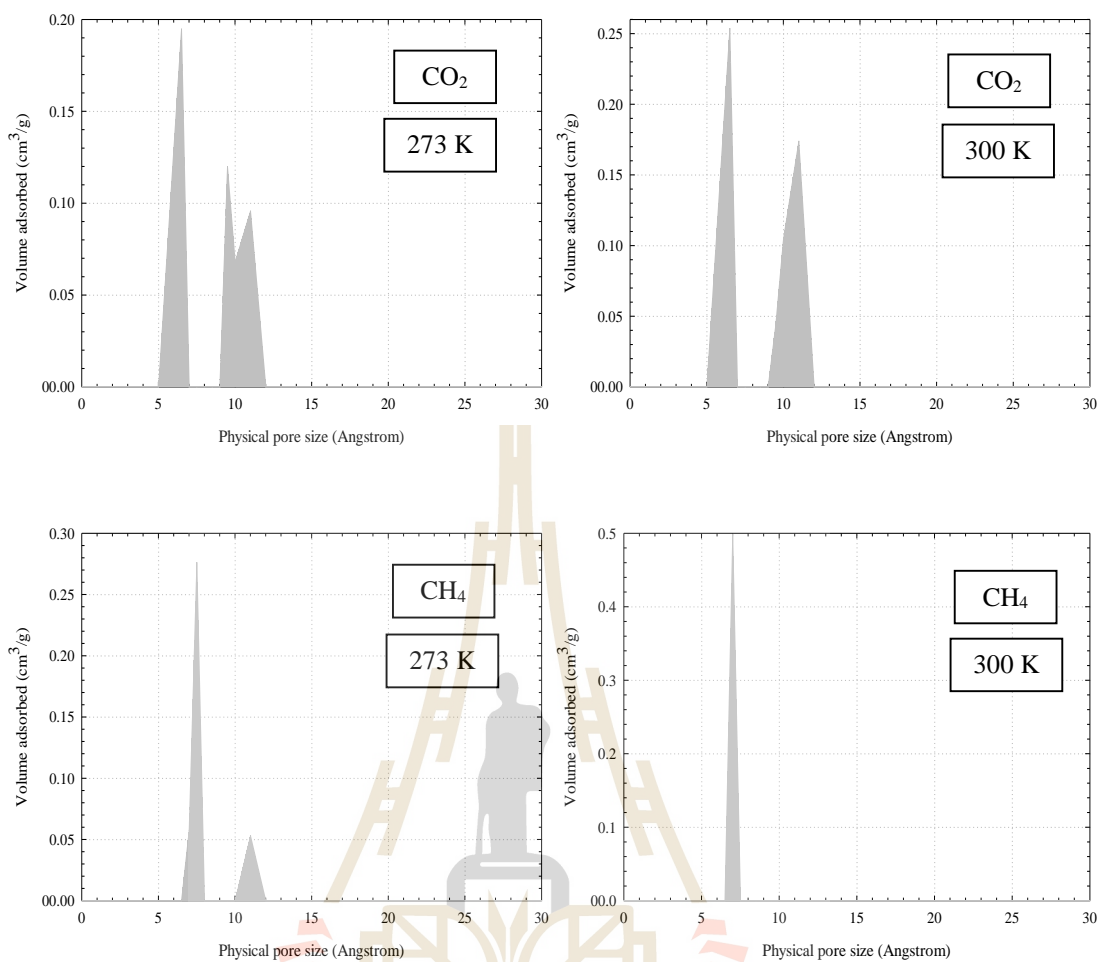 0.20
0.15
0.10
0.05
00.00
0 5 10 15 20 25 30
Volume adsorbed (cm³/g)
Physical pore size (Angstrom)
CO₂
273 K
0.25
0.20
0.15
0.10
0.05
00.00
0 5 10 15 20 25 30
Volume adsorbed (cm³/g)
Physical pore size (Angstrom)
CO₂
300 K
0.30
0.25
0.20
0.15
0.10
0.05
00.00
0 5 10 15 20 25 30
Volume adsorbed (cm³/g)
Physical pore size (Angstrom)
CH₄
273 K
0.5
0.4
0.3
0.2
0.1
00.0
0 5 10 15 20 25 30
Volume adsorbed (cm³/g)
Physical pore size (Angstrom)
CH₄
300 K